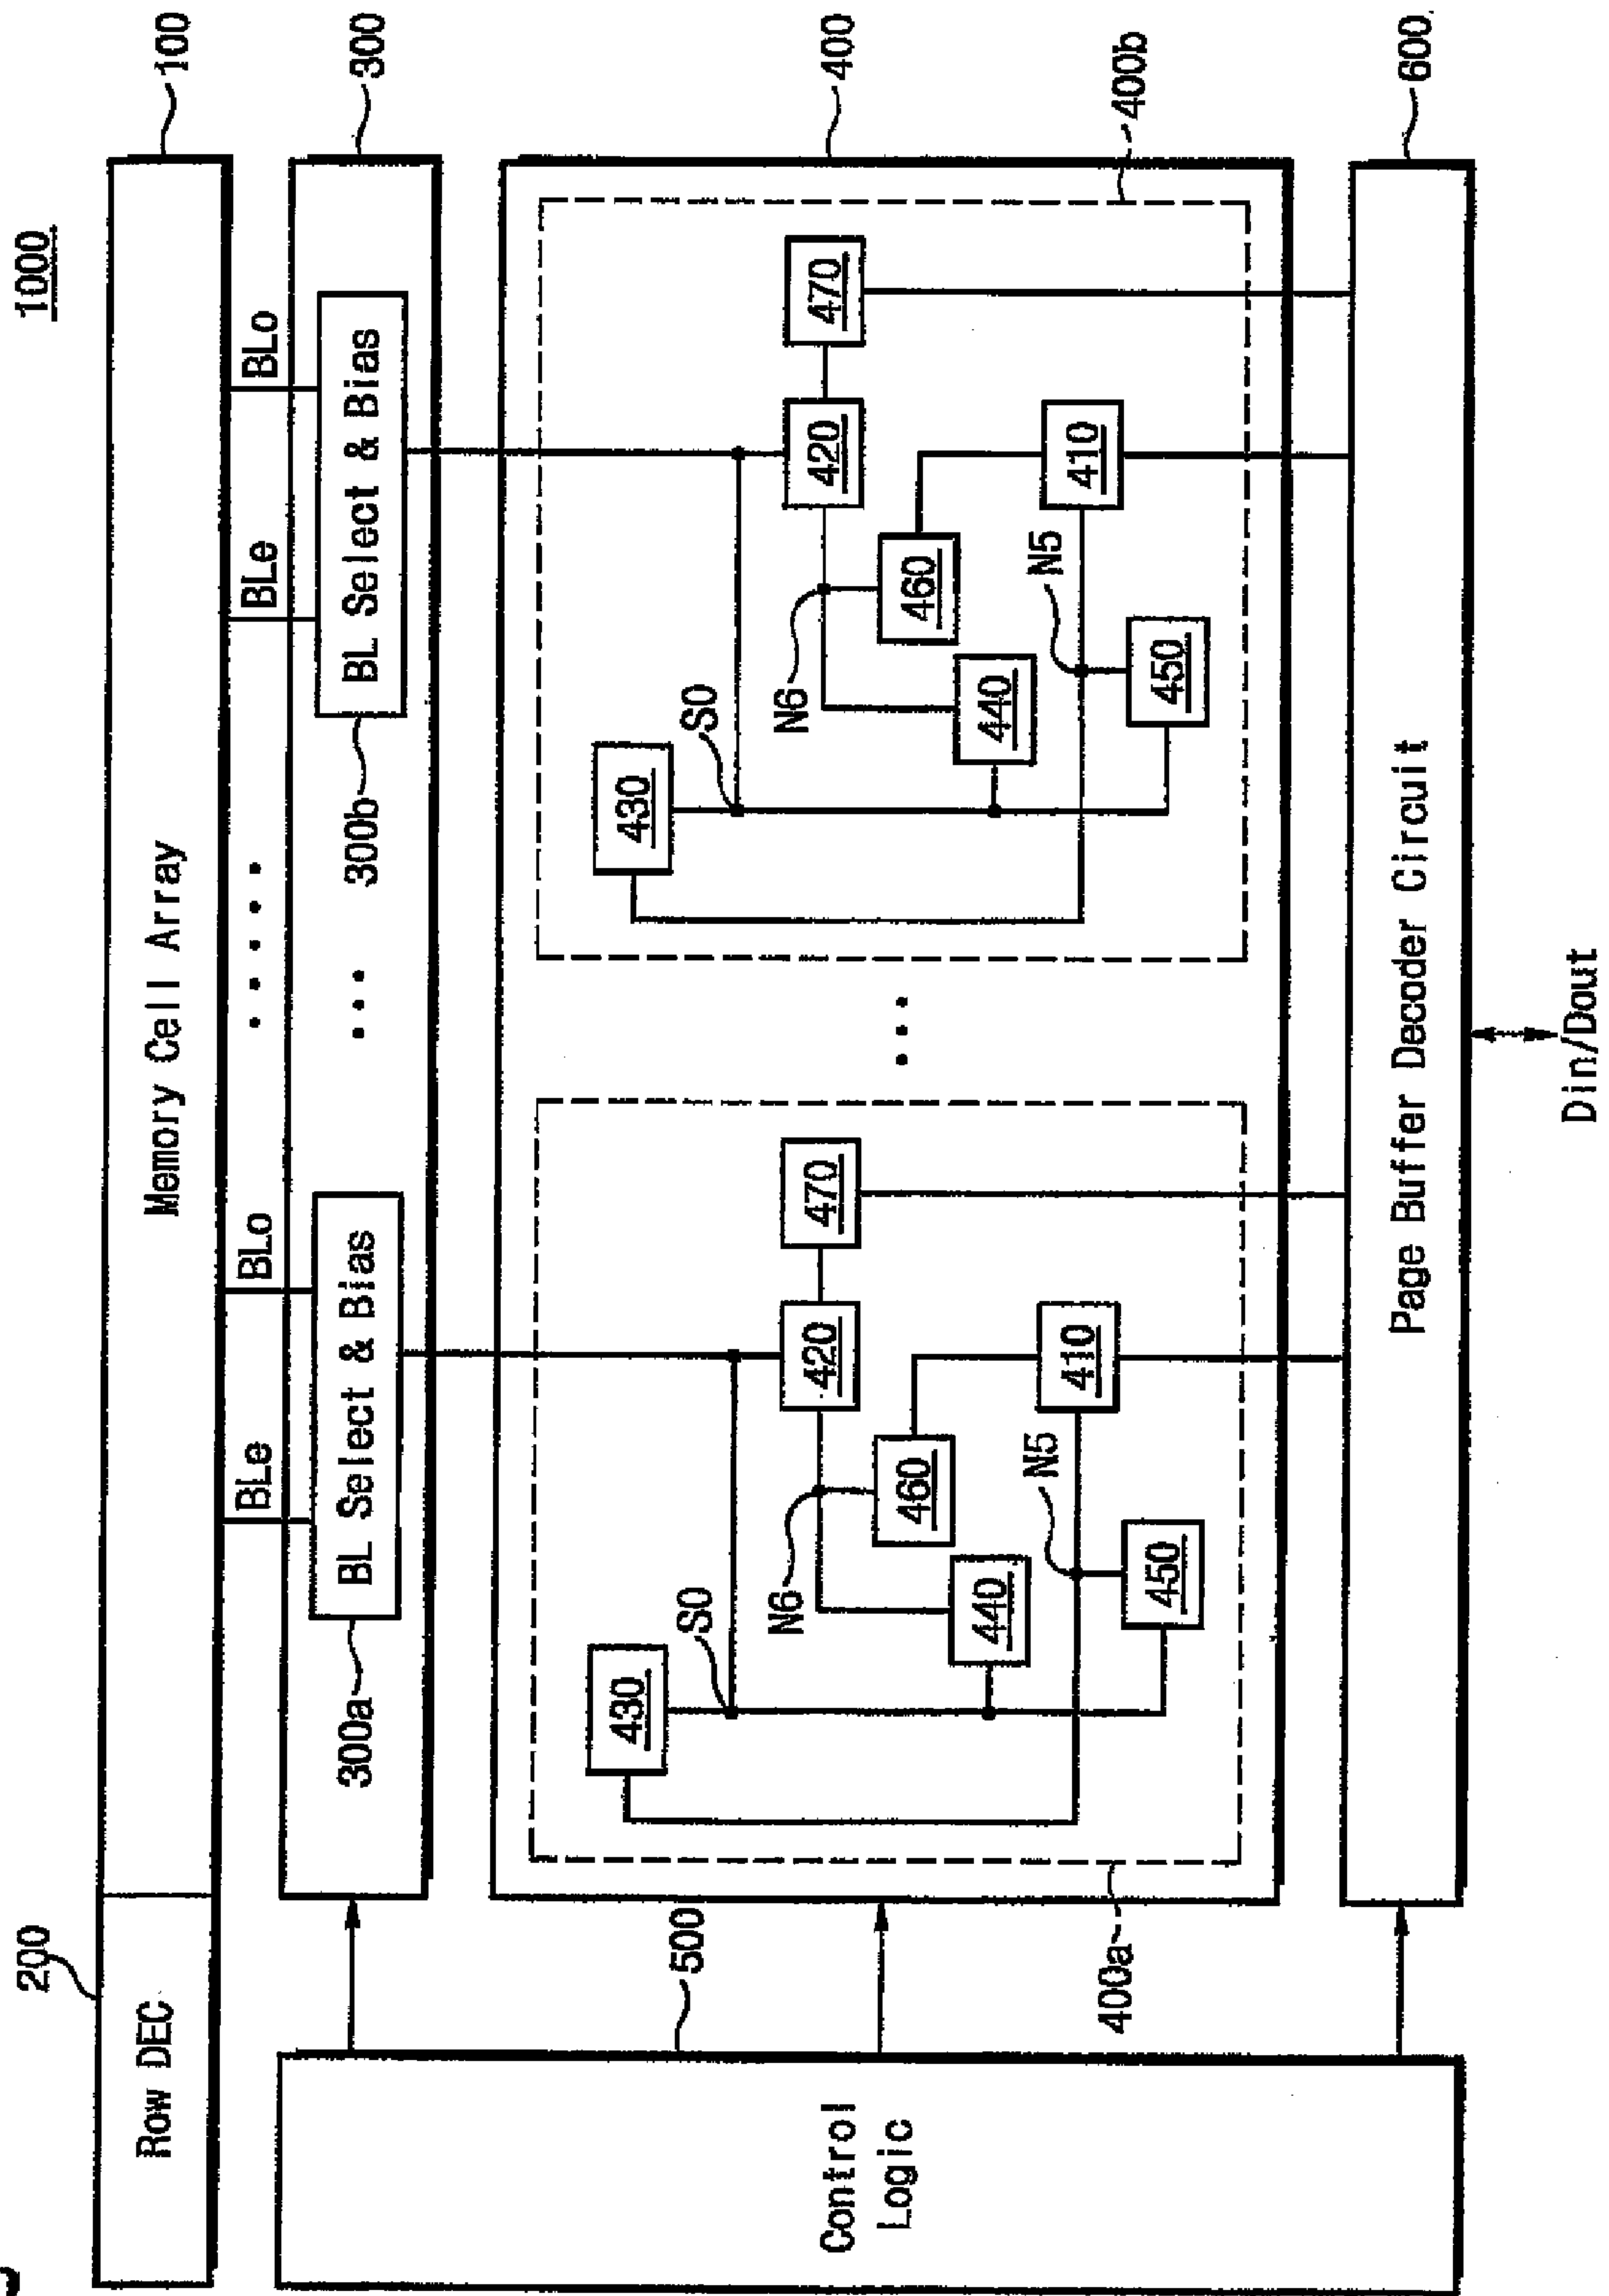 1000
200
Row DEC
Memory Cell Array
100
BLe
BLo
BLe
BLo
300
BL Select & Bias
BL Select & Bias
300a
300b
500
Control
Logic
400
430
SO
420
470
N6
460
440
410
N5
450
400a
430
SO
420
470
N6
460
440
410
N5
450
400b
Page Buffer Decoder Circuit
600
Din/Dout